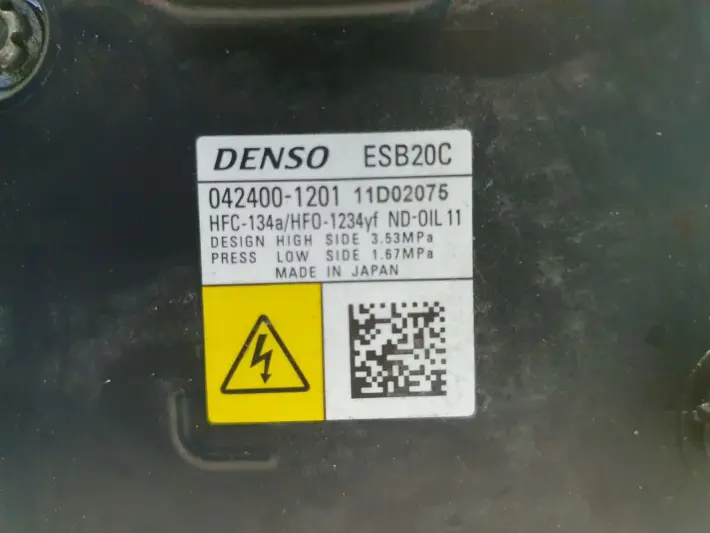 DENSO ESB20C
042400-1201 11D02075
HFC-134a/HFO-1234yf ND-OIL 11
DESIGN HIGH SIDE 3.53MPa
PRESS LOW SIDE 1.67MPa
MADE IN JAPAN